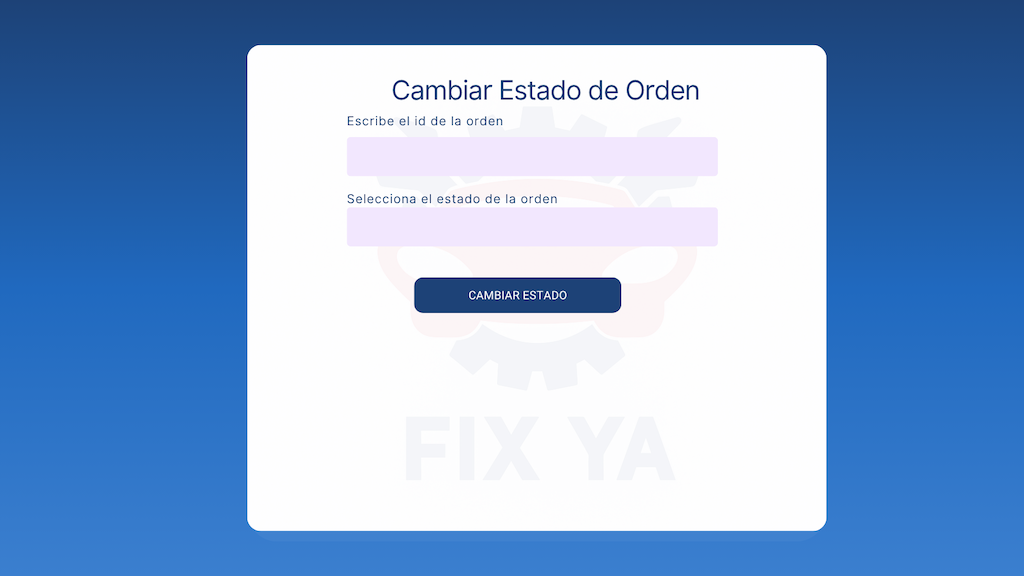 Cambiar Estado de Orden
Escribe el id de la orden
Selecciona el estado de la orden
CAMBIAR ESTADO
FIX YA